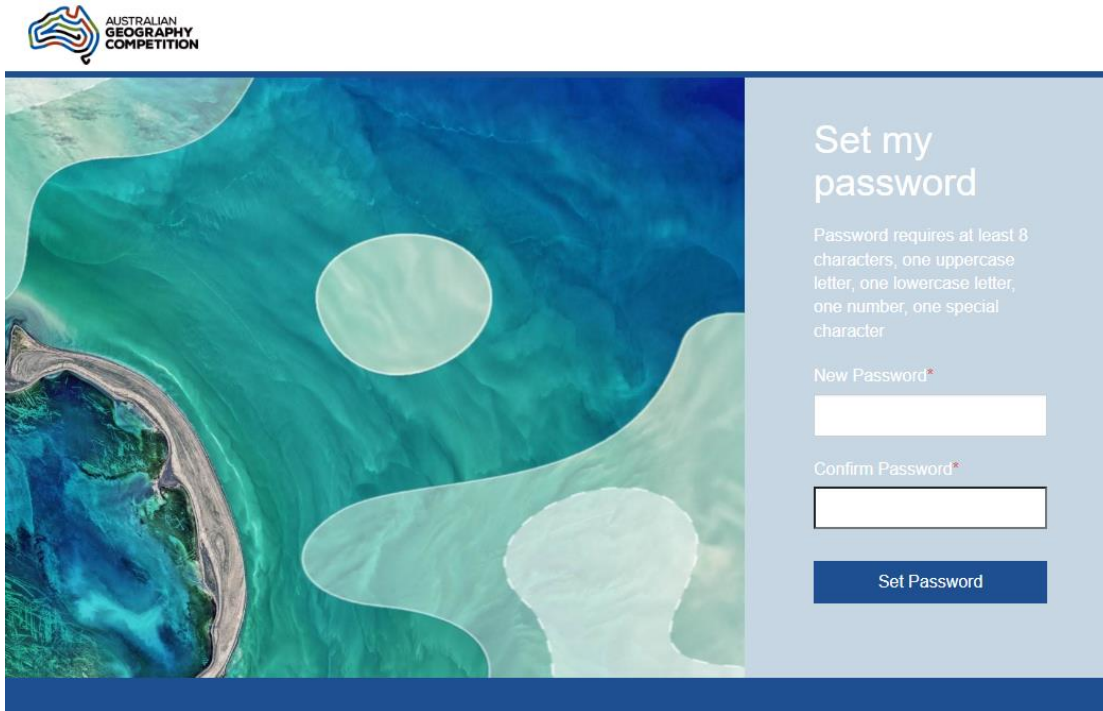 AUSTRALIAN
GEOGRAPHY
COMPETITION
Set my
password
Password requires at least 8
characters, one uppercase
letter, one lowercase letter,
one number, one special
character
New Password*
Confirm Password*
Set Password